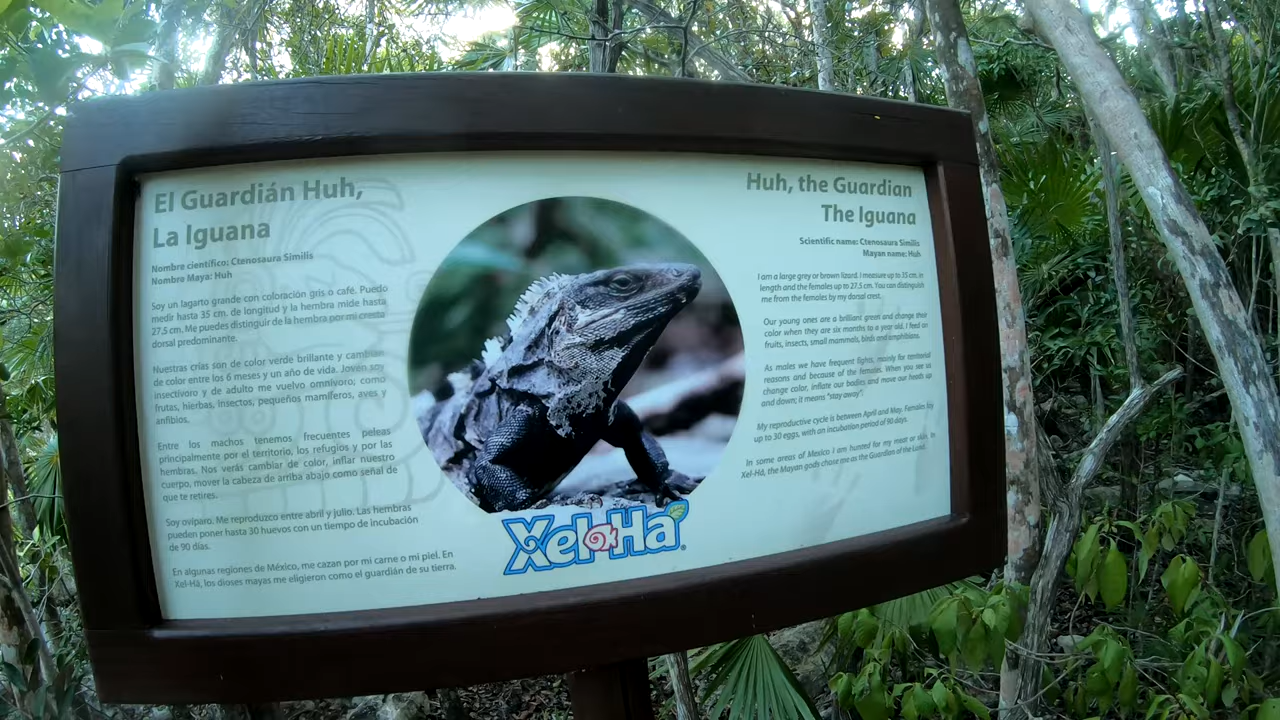 El Guardián Huh,
La Iguana
Nombre científico: Ctenosaura Similis
Nombre Maya: Huh
Soy un lagarto grande con coloración gris o café. Puedo
medir hasta 35 cm. de longitud y la hembra mide hasta
27.5 cm. Me puedes distinguir de la hembra por mi cresta
dorsal predominante.
Nuestras crías son de color verde brillante y cambian
de color entre los 6 meses y un año de vida. Joven soy
insectívoro y de adulto me vuelvo omnívoro; como
frutas, hierbas, insectos, pequeños mamíferos, aves y
anfibios.
Entre los machos tenemos frecuentes peleas
principalmente por el territorio, los refugios y por las
hembras. Nos verás cambiar de color, inflar nuestro
cuerpo, mover la cabeza de arriba abajo como señal de
que te retires.
Soy ovíparo. Me reproduzco entre abril y julio. Las hembras
pueden poner hasta 30 huevos con un tiempo de incubación
de 90 días.
En algunas regiones de México, me cazan por mi carne o mi piel. En
Xel-Há, los dioses mayas me eligieron como el guardián de su tierra.
Xel-Há
Huh, the Guardian
The Iguana
Scientific name: Ctenosaura Similis
Mayan name: Huh
I am a large grey or brown lizard. I measure up to 35 cm. in
length and the females up to 27.5 cm. You can distinguish
me from the females by my dorsal crest.
Our young ones are a brilliant green and change their
color when they are six months to a year old. I feed on
fruits, insects, small mammals, birds and amphibians.
As males we have frequent fights, mainly for territorial
reasons and because of the females. When you see us
change color, inflate our bodies and move our heads up
and down; it means "stay away".
My reproductive cycle is between April and May. Females lay
up to 30 eggs, with an incubation period of 90 days.
In some areas of Mexico I am hunted for my meat or skin. In
Xel-Há, the Mayan gods chose me as the Guardian of the Land.